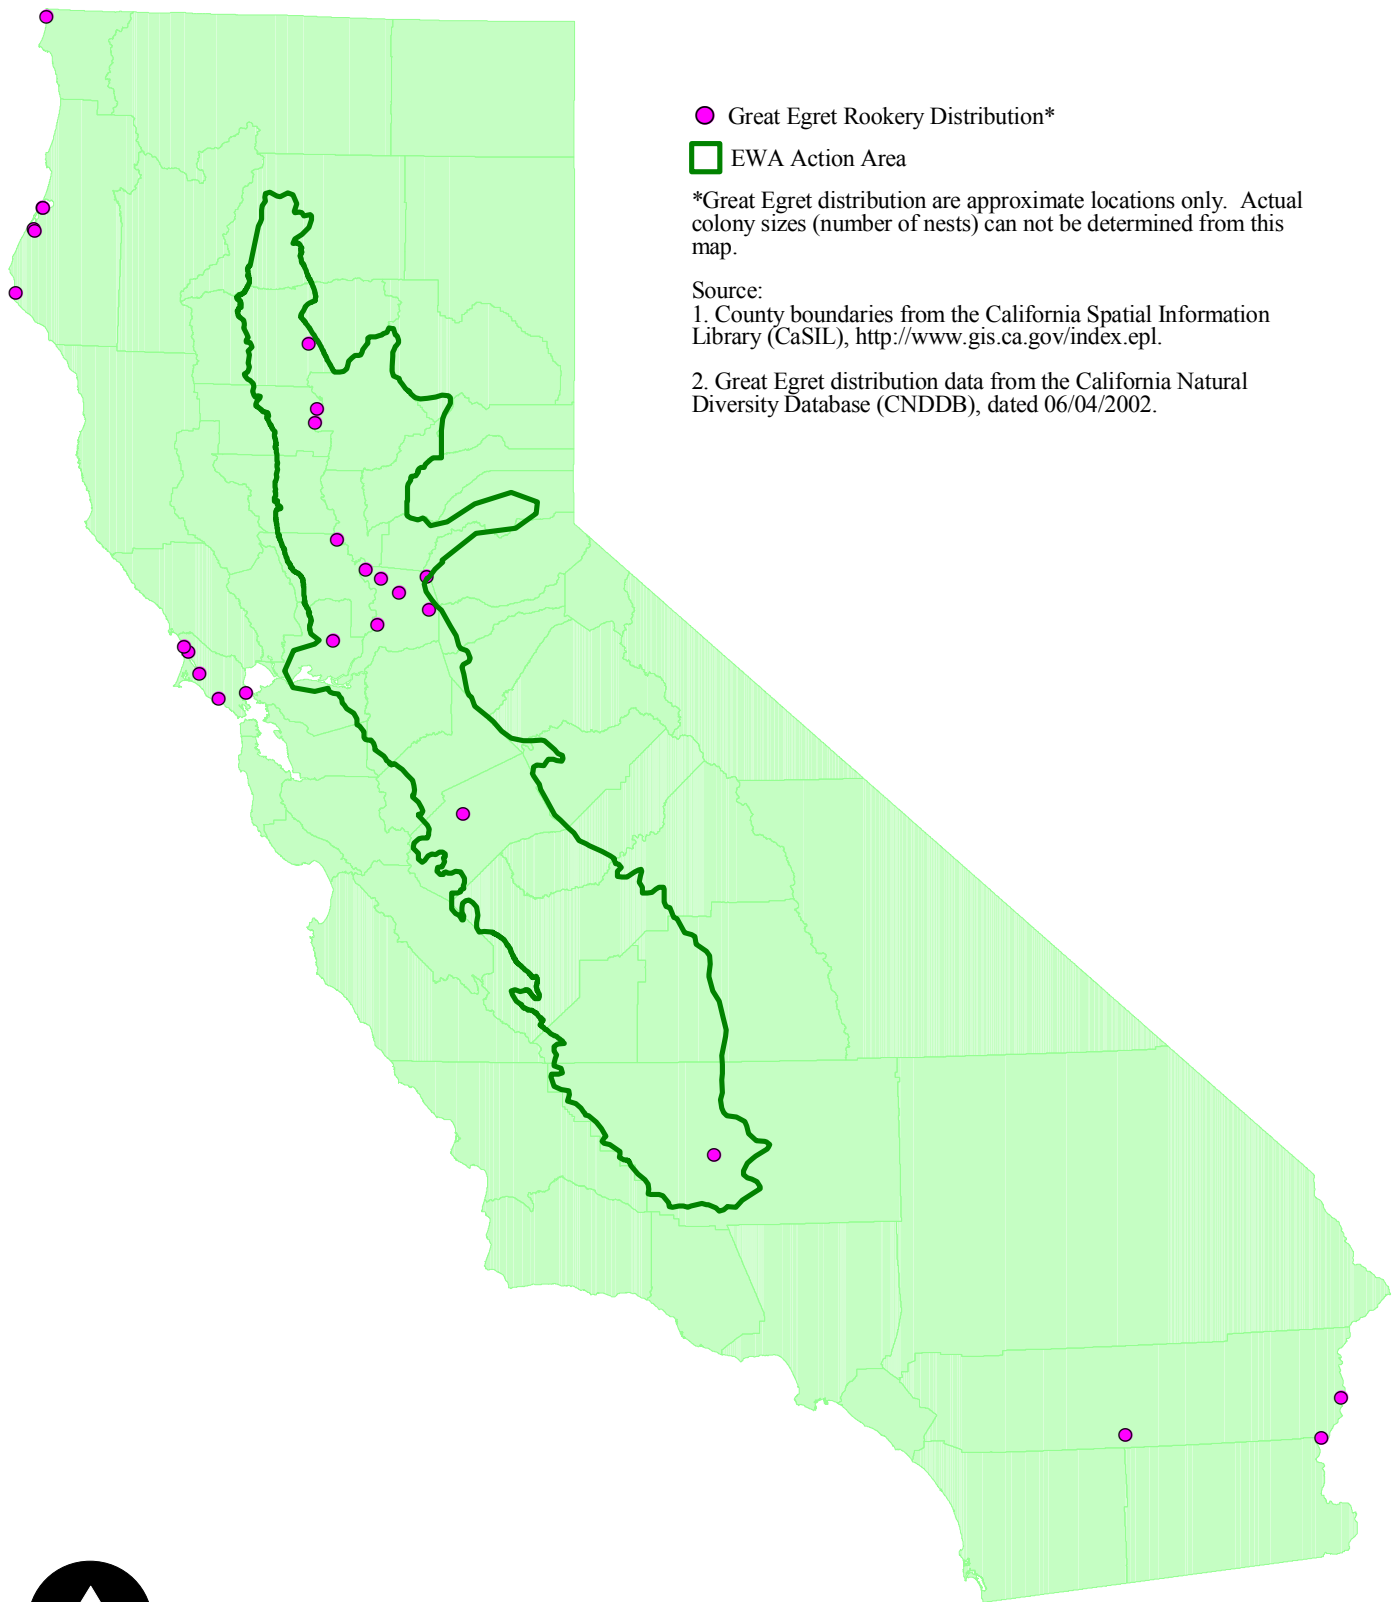 Great Egret Rookery Distribution*
EWA Action Area
*Great Egret distribution are approximate locations only.  Actual
colony sizes (number of nests) can not be determined from this
map.
Source:
1. County boundaries from the California Spatial Information
Library (CaSIL), http://www.gis.ca.gov/index.epl.
2. Great Egret distribution data from the California Natural
Diversity Database (CNDDB), dated 06/04/2002.